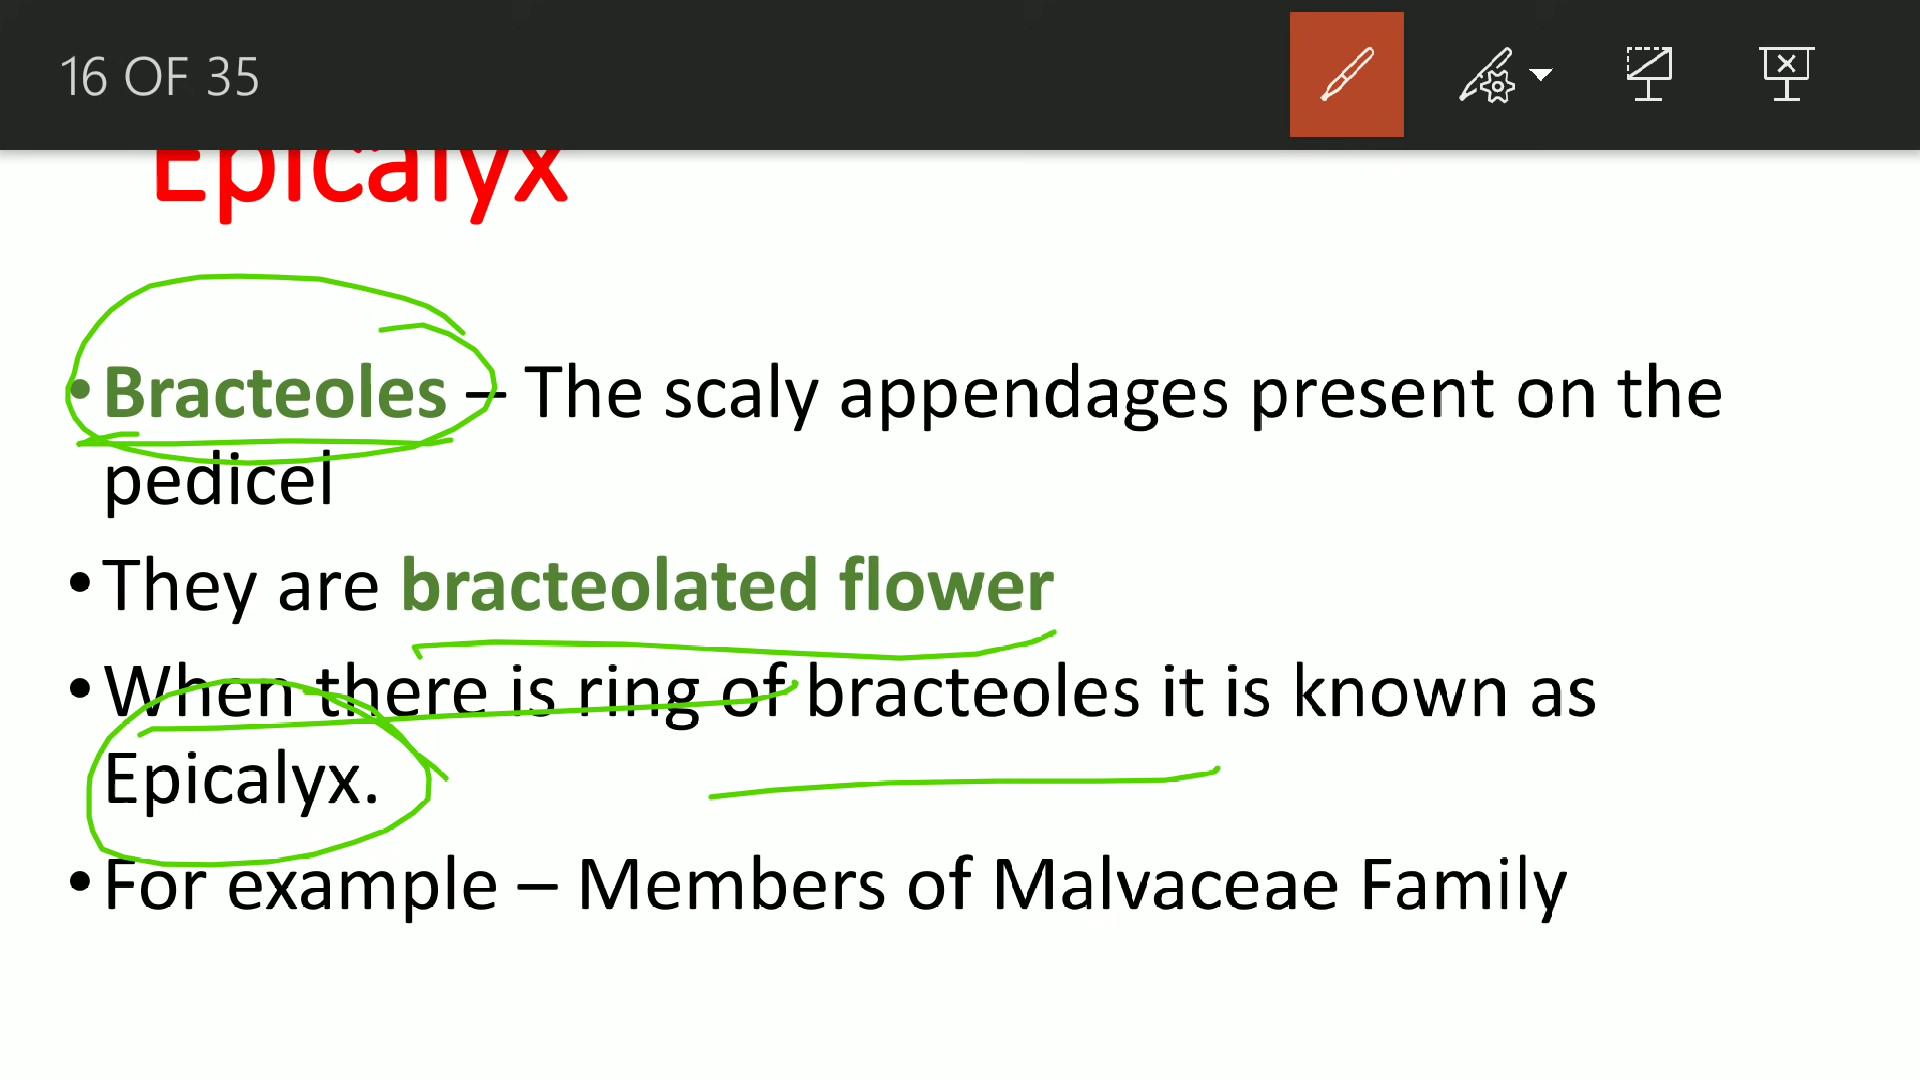 16 OF 35
Epicalyx
• Bracteoles – The scaly appendages present on the
pedicel
• They are bracteolated flower
• When there is ring of bracteoles it is known as
Epicalyx.
• For example – Members of Malvaceae Family